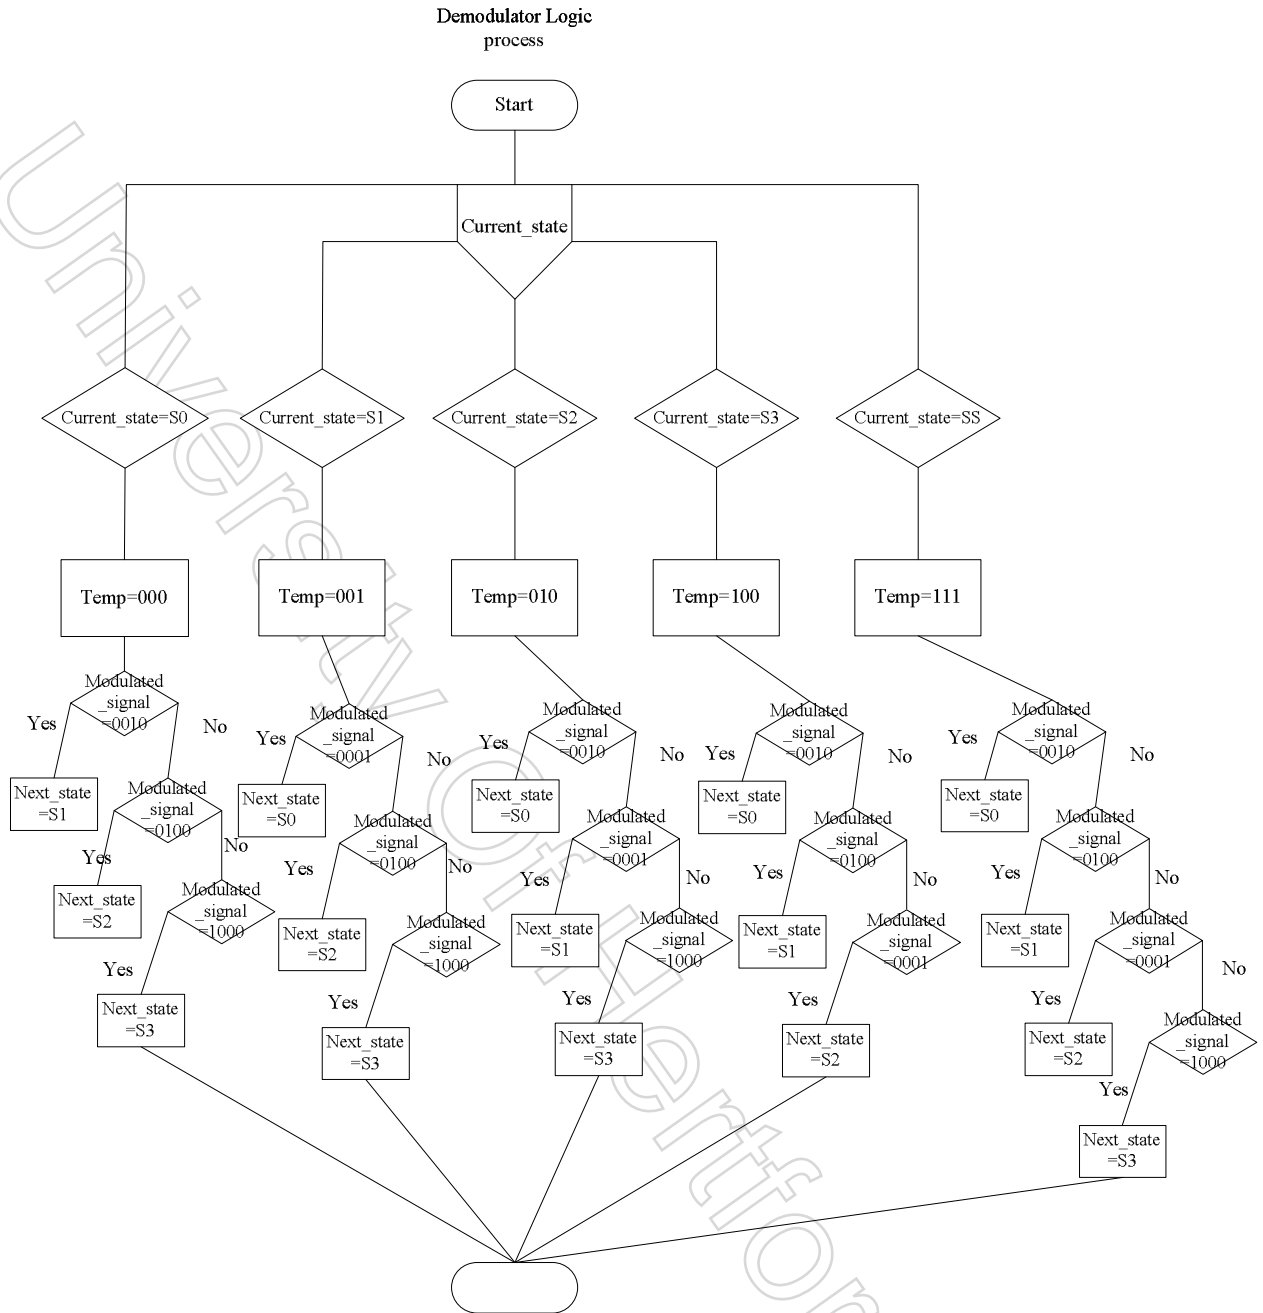 Demodulator Logic
process
Start
Current_state
Current_state=S0
Current_state=S1
Current_state=S2
Current_state=S3
Current_state=SS
Temp=000
Temp=001
Temp=010
Temp=100
Temp=111
Modulated
_signal
=0010
Yes
No
Next_state
=S1
Modulated
_signal
=0100
Yes
No
Next_state
=S2
Modulated
_signal
=1000
Yes
Next_state
=S3
Modulated
_signal
=0001
Yes
No
Next_state
=S0
Modulated
_signal
=0100
Yes
No
Next_state
=S2
Modulated
_signal
=1000
Yes
Next_state
=S3
Modulated
_signal
=0010
Yes
No
Next_state
=S0
Modulated
_signal
=0001
Yes
No
Next_state
=S1
Modulated
_signal
=1000
Yes
Next_state
=S3
Modulated
_signal
=0010
Yes
No
Next_state
=S0
Modulated
_signal
=0100
Yes
No
Next_state
=S1
Modulated
_signal
=0001
Yes
Next_state
=S2
Modulated
_signal
=0010
Yes
No
Next_state
=S0
Modulated
_signal
=0100
Yes
No
Next_state
=S1
Modulated
_signal
=0001
Yes
No
Next_state
=S2
Modulated
_signal
=1000
Yes
Next_state
=S3
University Of Hertfor